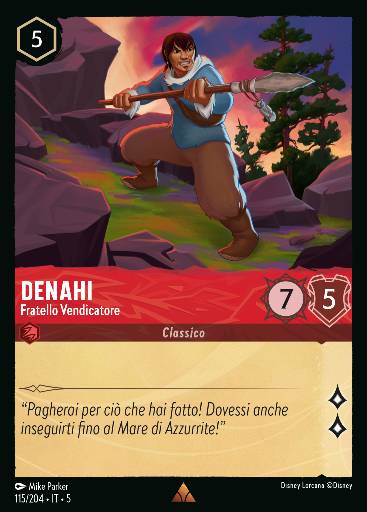 5
DENAHI
Fratello Vendicatore
7
5
Classico
“Pagherai per ciò che hai fatto! Dovessi anche
inseguirti fino al Mare di Azzurrite!”
Mike Parker
115/204 • IT • 5
Disney Lorcana ©Disney